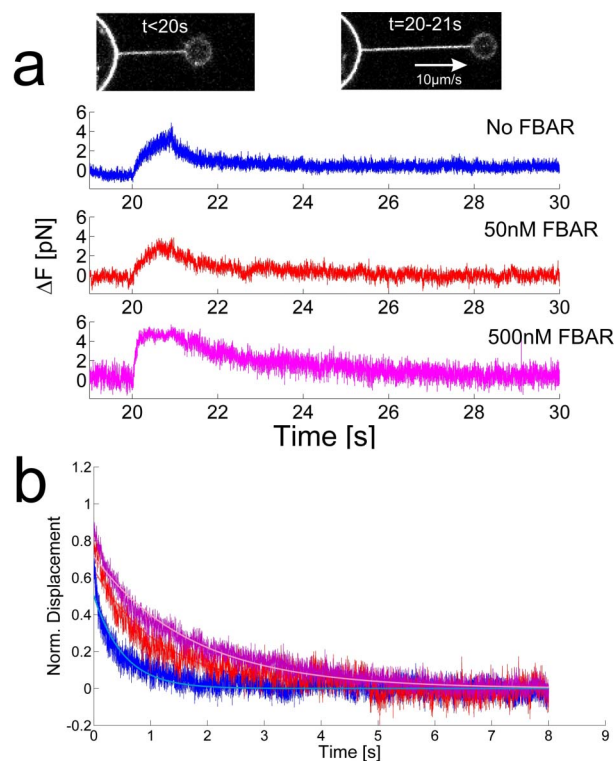 a
t<20s
t=20-21s
10μm/s
6
4
2
0
No FBAR
20 22 24 26 28 30
ΔF [pN]
6
4
2
0
50nM FBAR
20 22 24 26 28 30
6
4
2
0
500nM FBAR
20 22 24 26 28 30
Time [s]
b
1.2
1
0.8
0.6
0.4
0.2
0
-0.2
Norm. Displacement
0 1 2 3 4 5 6 7 8 9
Time [s]